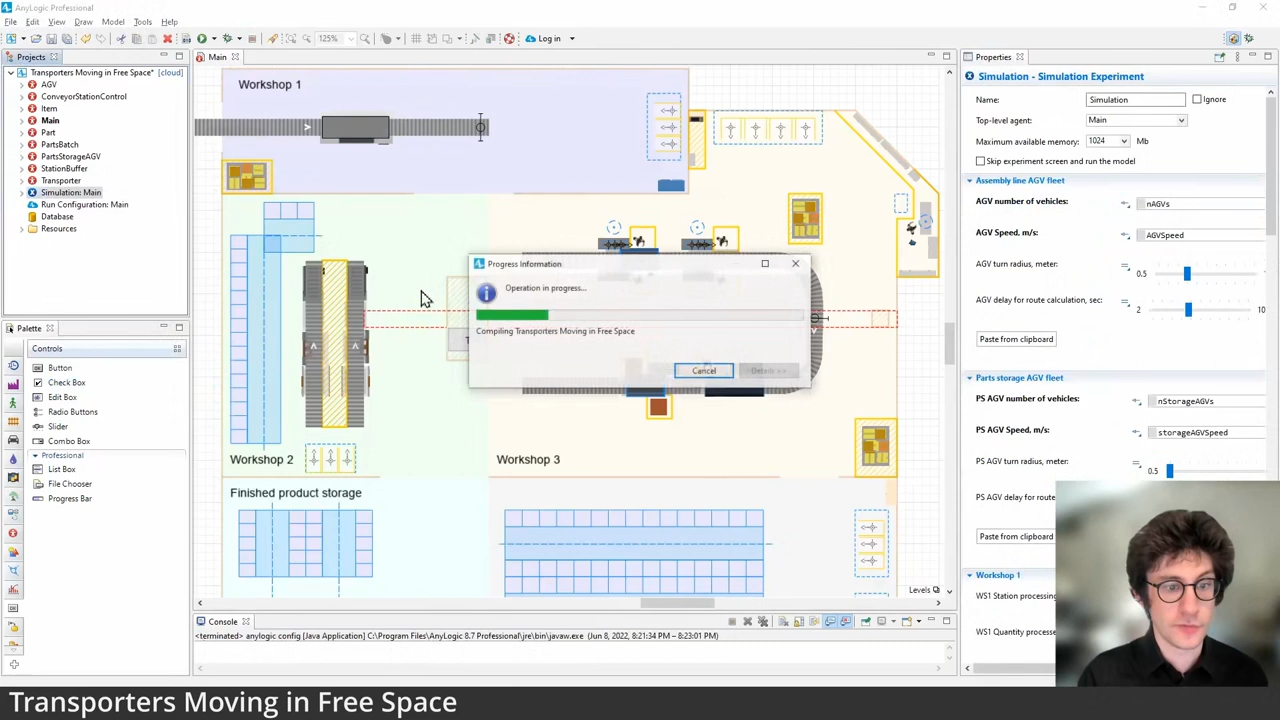 AnyLogic Professional
File Edit View Draw Model Tools Help
125%
Log in
Projects
Transporters Moving in Free Space* [cloud]
AGV
ConveyorStationControl
Item
Main
Part
PartsBatch
PartsStorageAGV
StationBuffer
Transporter
Simulation: Main
Run Configuration: Main
Database
Resources
Palette
Controls
Button
Check Box
Edit Box
Radio Buttons
Slider
Combo Box
Professional
List Box
File Chooser
Progress Bar
Main
Workshop 1
Workshop 2
Workshop 3
Finished product storage
Levels
Progress Information
Operation in progress...
Compiling Transporters Moving in Free Space
Cancel
Details >>
Console
<terminated> anylogic config [Java Application] C:\Program Files\AnyLogic 8.7 Professional\jre\bin\javaw.exe (Jun 8, 2022, 8:21:34 PM – 8:23:01 PM)
Properties
Simulation - Simulation Experiment
Name: Simulation Ignore
Top-level agent: Main
Maximum available memory: 1024 Mb
Skip experiment screen and run the model
Assembly line AGV fleet
AGV number of vehicles: nAGVs
AGV Speed, m/s: AGVSpeed
AGV turn radius, meter: 0.5
AGV delay for route calculation, sec: 2 10
Paste from clipboard
Parts storage AGV fleet
PS AGV number of vehicles: nStorageAGVs
PS AGV Speed, m/s: storageAGVSpeed
PS AGV turn radius, meter: 0.5
PS AGV delay for route
Paste from clipboard
Workshop 1
WS1 Station processing
WS1 Quantity processe
Transporters Moving in Free Space